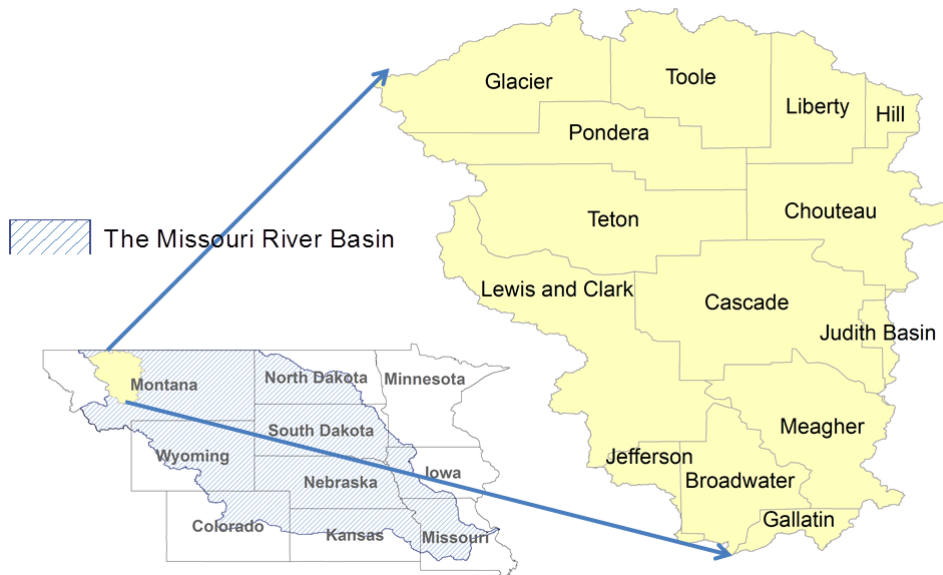 Glacier
Toole
Liberty
Hill
Pondera
Teton
Chouteau
The Missouri River Basin
Lewis and Clark
Cascade
Judith Basin
Montana
North Dakota
Minnesota
South Dakota
Meagher
Wyoming
Jefferson
Iowa
Nebraska
Broadwater
Gallatin
Colorado
Kansas
Missouri